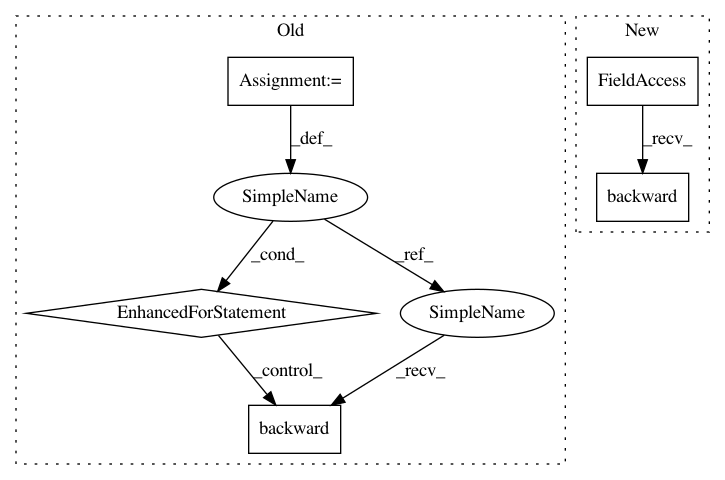 Old
New
Assignment:=
FieldAccess
_def_
_recv_
SimpleName
backward
_cond_
_ref_
EnhancedForStatement
SimpleName
_control_
_recv_
backward